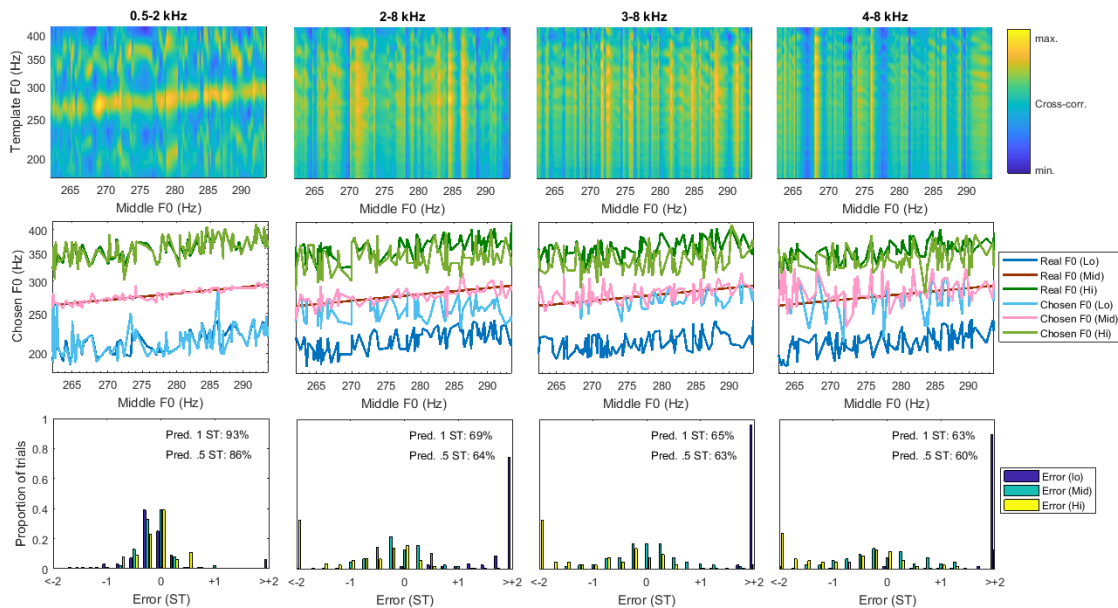 0.5-2 kHz
2-8 kHz
3-8 kHz
4-8 kHz
Template F0 (Hz)
400
350
300
250
200
265 270 275 280 285 290
265 270 275 280 285 290
265 270 275 280 285 290
265 270 275 280 285 290
Middle F0 (Hz)
Middle F0 (Hz)
Middle F0 (Hz)
Middle F0 (Hz)
max.
Cross-corr.
min.
Chosen F0 (Hz)
400
350
300
250
200
265 270 275 280 285 290
265 270 275 280 285 290
265 270 275 280 285 290
265 270 275 280 285 290
Middle F0 (Hz)
Middle F0 (Hz)
Middle F0 (Hz)
Middle F0 (Hz)
Real F0 (Lo)
Real F0 (Mid)
Real F0 (Hi)
Chosen F0 (Lo)
Chosen F0 (Mid)
Chosen F0 (Hi)
Proportion of trials
1
0.8
0.6
0.4
0.2
0
Pred. 1 ST: 93%
Pred. .5 ST: 86%
Pred. 1 ST: 69%
Pred. .5 ST: 64%
Pred. 1 ST: 65%
Pred. .5 ST: 63%
Pred. 1 ST: 63%
Pred. .5 ST: 60%
<-2 -1 0 +1 >+2
<-2 -1 0 +1 >+2
<-2 -1 0 +1 >+2
<-2 -1 0 +1 >+2
Error (ST)
Error (ST)
Error (ST)
Error (ST)
Error (lo)
Error (Mid)
Error (Hi)